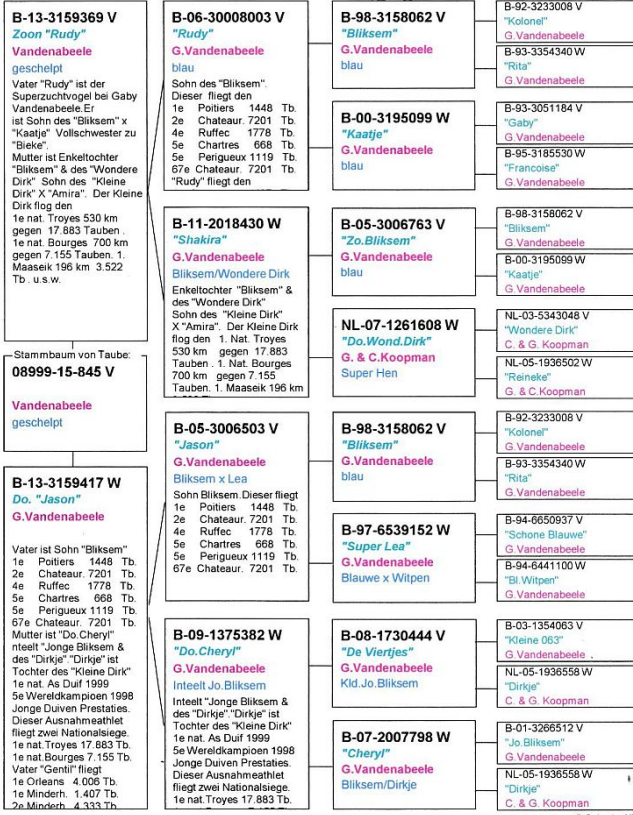 B-13-3159369 V
Zoon "Rudy"
Vandenabeele
geschelpt
Vater "Rudy" ist der
Superzuchtvogel bei Gaby
Vandenabeele.Er
ist Sohn des "Bliksem" x
"Kaatje" Vollschwester zu
"Bieke".
Mutter ist Enkeltochter
"Bliksem" & des "Wondere
Dirk" Sohn des "Kleine
Dirk" X "Amira". Der Kleine
Dirk flog den
1e nat. Troyes 530 km
gegen 17.883 Tauben .
1e nat. Bourges 700 km
gegen 7.155 Tauben. 1.
Maaseik 196 km 3.522
Tb . u.s.w.
Stammbaum von Taube:
08999-15-845 V
Vandenabeele
geschelpt
B-13-3159417 W
Do. "Jason"
G.Vandenabeele
Vater ist Sohn "Bliksem"
1e Poitiers 1448 Tb.
2e Chateaur. 7201 Tb.
4e Ruffec 1778 Tb.
5e Chartres 668 Tb.
5e Perigueux 1119 Tb.
67e Chateaur. 7201 Tb.
Mutter ist "Do.Cheryl"
nteelt "Jonge Bliksem &
des "Dirkje"."Dirkje" ist
Tochter des "Kleine Dirk"
1e nat. As Duif 1999
5e Wereldkampioen 1998
Jonge Duiven Prestaties.
Dieser Ausnahmeathlet
fliegt zwei Nationalsiege.
1e nat.Troyes 17.883 Tb.
1e nat.Bourges 7.155 Tb.
Vater "Gentil" fliegt
1e Orleans 4.006 Tb.
1e Minderh. 1.407 Tb.
2e Minderh. 4.333 Tb.
B-06-30008003 V
"Rudy"
G.Vandenabeele
blau
Sohn des "Bliksem".
Dieser fliegt den
1e Poitiers 1448 Tb.
2e Chateaur. 7201 Tb.
4e Ruffec 1778 Tb.
5e Chartres 668 Tb.
5e Perigueux 1119 Tb.
67e Chateaur. 7201 Tb.
"Rudy" fliegt den
B-11-2018430 W
"Shakira"
G.Vandenabeele
Bliksem/Wondere Dirk
Enkeltochter "Bliksem" &
des "Wondere Dirk"
Sohn des "Kleine Dirk"
X "Amira". Der Kleine Dirk
flog den 1. Nat. Troyes
530 km gegen 17.883
Tauben . 1. Nat. Bourges
700 km gegen 7.155
Tauben. 1. Maaseik 196 km
B-05-3006503 V
"Jason"
G.Vandenabeele
Bliksem x Lea
Sohn Bliksem.Dieser fliegt
1e Poitiers 1448 Tb.
2e Chateaur. 7201 Tb.
4e Ruffec 1778 Tb.
5e Chartres 668 Tb.
5e Perigueux 1119 Tb.
67e Chateaur. 7201 Tb.
B-09-1375382 W
"Do.Cheryl"
G.Vandenabeele
Inteelt Jo.Bliksem
Inteelt "Jonge Bliksem &
des "Dirkje"."Dirkje" ist
Tochter des "Kleine Dirk"
1e nat. As Duif 1999
5e Wereldkampioen 1998
Jonge Duiven Prestaties.
Dieser Ausnahmeathlet
fliegt zwei Nationalsiege.
1e nat.Troyes 17.883 Tb.
B-98-3158062 V
"Bliksem"
G.Vandenabeele
blau
B-00-3195099 W
"Kaatje"
G.Vandenabeele
blau
B-05-3006763 V
"Zo.Bliksem"
G.Vandenabeele
blau
NL-07-1261608 W
"Do.Wond.Dirk"
G. & C.Koopman
Super Hen
B-98-3158062 V
"Bliksem"
G.Vandenabeele
blau
B-97-6539152 W
"Super Lea"
G.Vandenabeele
Blauwe x Witpen
B-08-1730444 V
"De Viertjes"
G.Vandenabeele
Kld.Jo.Bliksem
B-07-2007798 W
"Cheryl"
G.Vandenabeele
Bliksem/Dirkje
B-92-3233008 V
"Kolonel"
G.Vandenabeele
B-93-3354340 W
"Rita"
G.Vandenabeele
B-93-3051184 V
"Gaby"
G.Vandenabeele
B-95-3185530 W
"Francoise"
G.Vandenabeele
B-98-3158062 V
"Bliksem"
G.Vandenabeele
B-00-3195099 W
"Kaatje"
G.Vandenabeele
NL-03-5343048 V
"Wondere Dirk"
C. & G. Koopman
NL-05-1936502 W
"Reineke"
G. & C.Koopman
B-92-3233008 V
"Kolonel"
G.Vandenabeele
B-93-3354340 W
"Rita"
G.Vandenabeele
B-94-6650937 V
"Schone Blauwe"
G.Vandenabeele
B-94-6441100 W
"Bl.Witpen"
G.Vandenabeele
B-03-1354063 V
"Kleine 063"
G.Vandenabeele
NL-05-1936558 W
"Dirkje"
C. & G. Koopman
B-01-3266512 V
"Jo.Bliksem"
G.Vandenabeele
NL-05-1936558 W
"Dirkje"
C. & G. Koopman